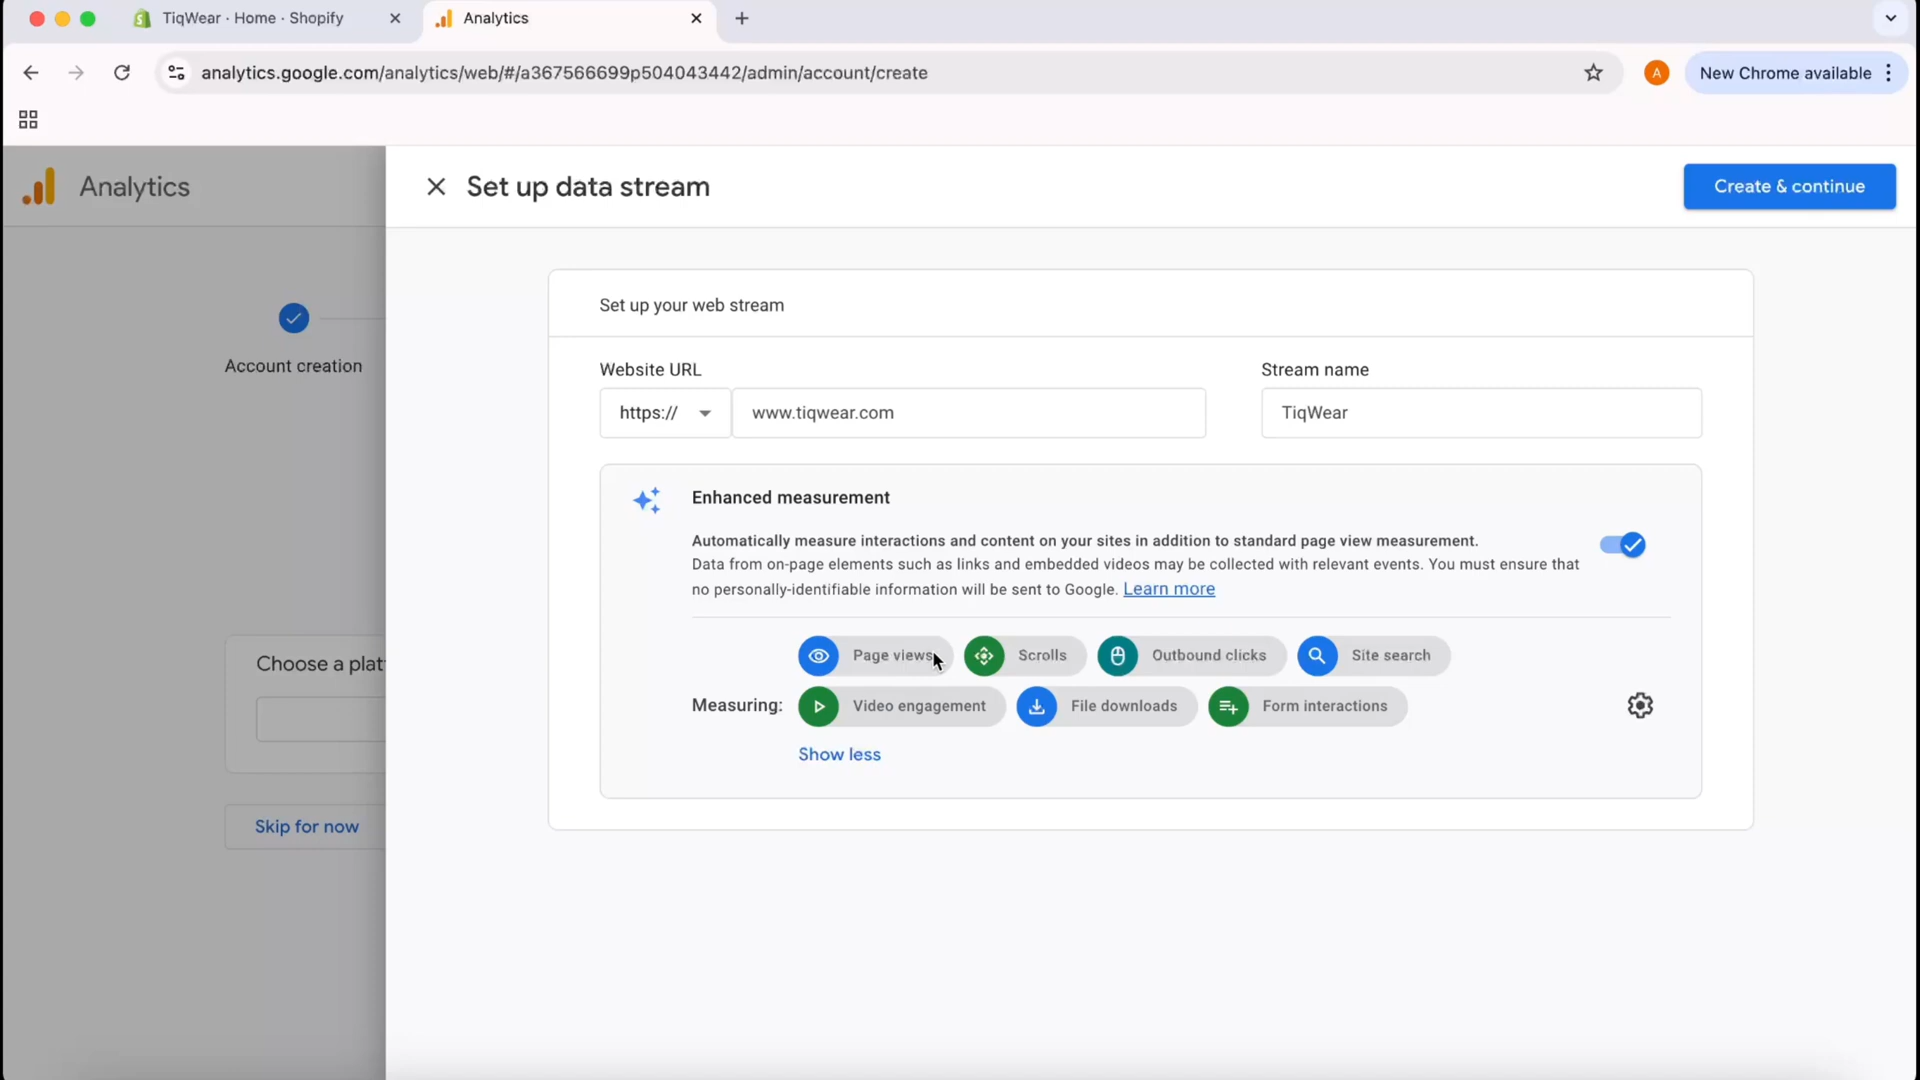 TiqWear · Home · Shopify
Analytics
analytics.google.com/analytics/web/#/a367566699p504043442/admin/account/create
A
New Chrome available
Analytics
Set up data stream
Create & continue
Set up your web stream
Account creation
Website URL
Stream name
https://
www.tiqwear.com
TiqWear
Enhanced measurement
Automatically measure interactions and content on your sites in addition to standard page view measurement.
Data from on-page elements such as links and embedded videos may be collected with relevant events. You must ensure that
no personally-identifiable information will be sent to Google. Learn more
Page views
Scrolls
Outbound clicks
Site search
Choose a plat
Measuring:
Video engagement
File downloads
Form interactions
Show less
Skip for now